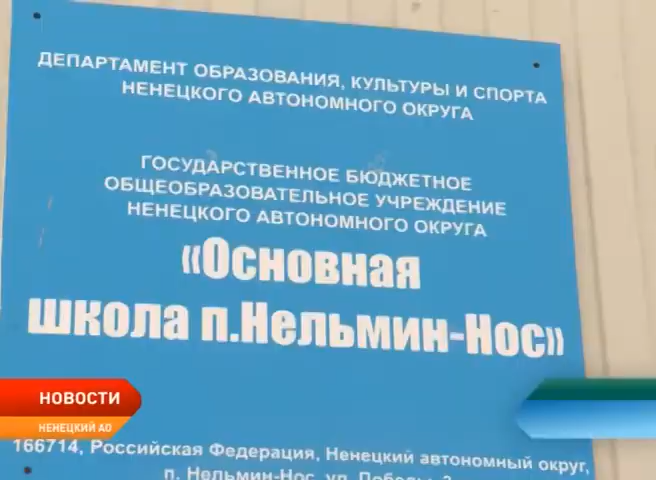 ДЕПАРТАМЕНТ ОБРАЗОВАНИЯ, КУЛЬТУРЫ И СПОРТА
НЕНЕЦКОГО АВТОНОМНОГО ОКРУГА
ГОСУДАРСТВЕННОЕ БЮДЖЕТНОЕ
ОБЩЕОБРАЗОВАТЕЛЬНОЕ УЧРЕЖДЕНИЕ
НЕНЕЦКОГО АВТОНОМНОГО ОКРУГА
«Основная
школа п.Нельмин-Нос»
НОВОСТИ
НЕНЕЦКИЙ АО
166714, Российская Федерация, Ненецкий автономный округ,
п. Нельмин-Нос, ул. Победы,